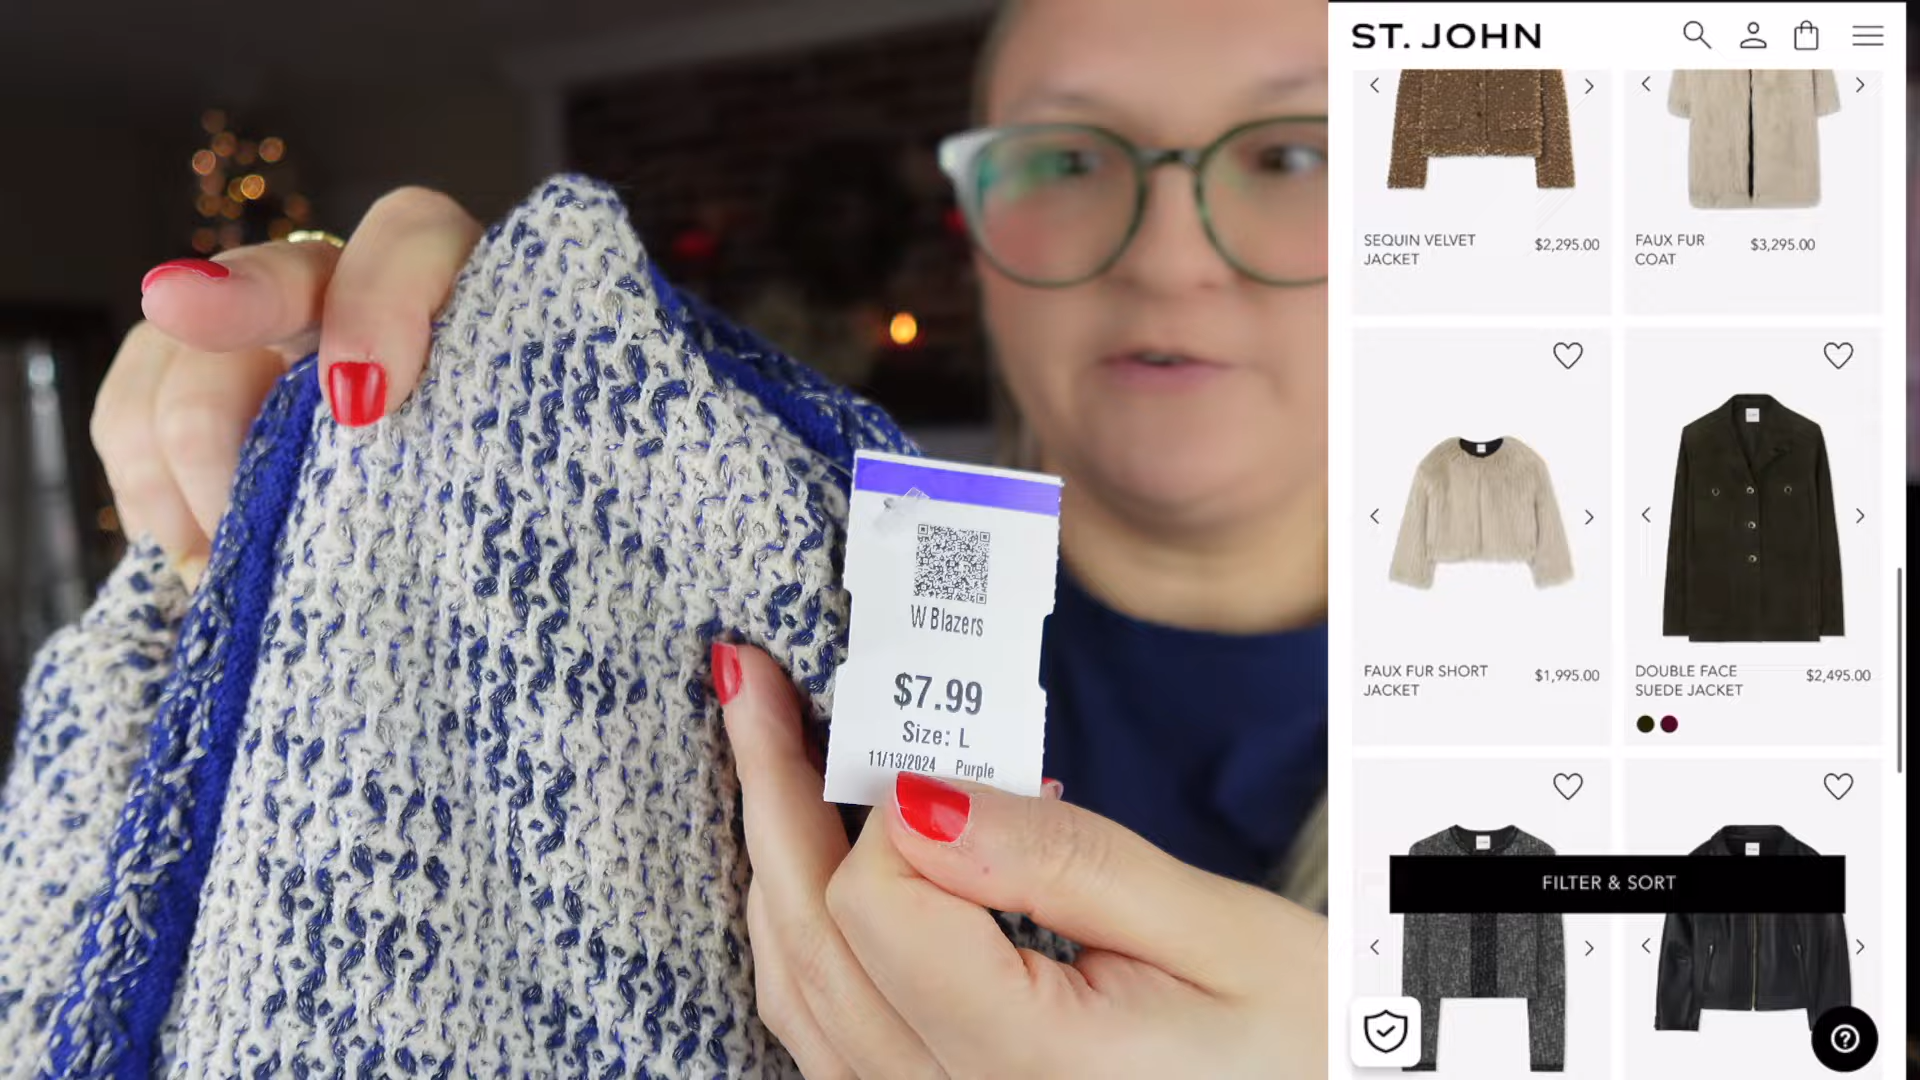 W Blazers
$7.99
Size: L
11/13/2024 Purple
ST. JOHN
SEQUIN VELVET
JACKET
$2,295.00
FAUX FUR
COAT
$3,295.00
FAUX FUR SHORT
JACKET
$1,995.00
DOUBLE FACE
SUEDE JACKET
$2,495.00
FILTER & SORT